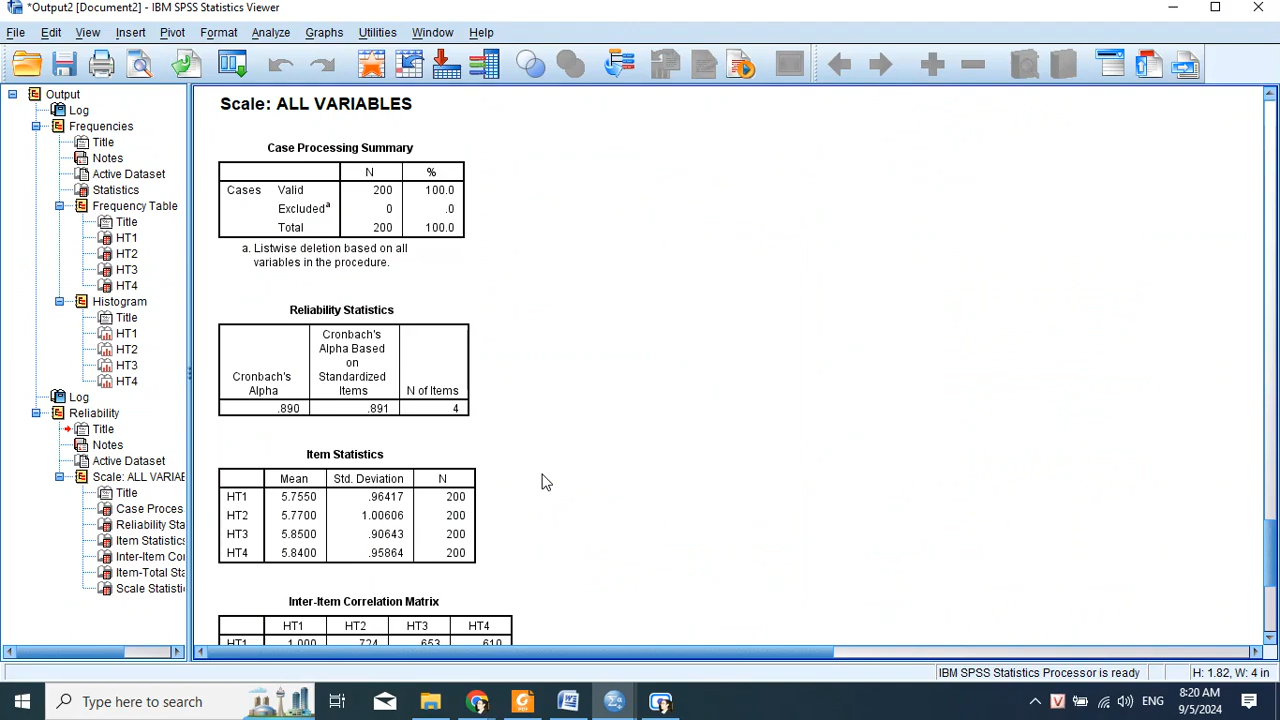 *Output2 [Document2] - IBM SPSS Statistics Viewer
File Edit View Insert Pivot Format Analyze Graphs Utilities Window Help
Output
Log
Frequencies
Title
Notes
Active Dataset
Statistics
Frequency Table
Title
HT1
HT2
HT3
HT4
Histogram
Title
HT1
HT2
HT3
HT4
Log
Reliability
Title
Notes
Active Dataset
Scale: ALL VARIAE
Title
Case Proces
Reliability Sta
Item Statistics
Inter-Item Cor
Item-Total Sta
Scale Statisti
Scale: ALL VARIABLES
Case Processing Summary
N %
Cases Valid 200 100.0
Excludedᵃ 0 .0
Total 200 100.0
a. Listwise deletion based on all
variables in the procedure.
Reliability Statistics
Cronbach's Alpha Cronbach's Alpha Based on Standardized Items N of Items
.890 .891 4
Item Statistics
Mean Std. Deviation N
HT1 5.7550 .96417 200
HT2 5.7700 1.00606 200
HT3 5.8500 .90643 200
HT4 5.8400 .95864 200
Inter-Item Correlation Matrix
HT1 HT2 HT3 HT4
HT1 1.000 .724 .653 .610
IBM SPSS Statistics Processor is ready H: 1.82, W: 4 in
Type here to search
ENG 8:20 AM
9/5/2024